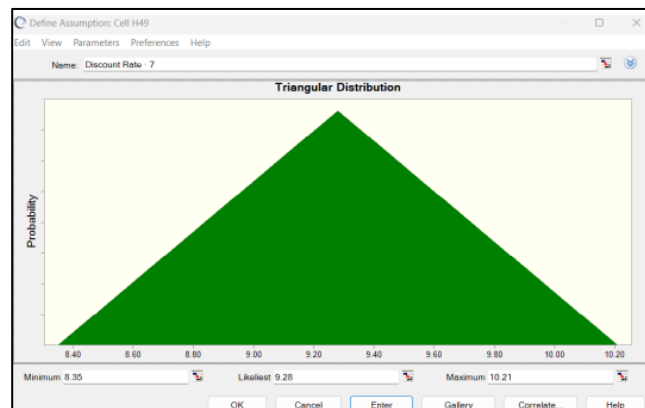 Define Assumption: Cell H49
Edit View Parameters Preferences Help
Name: Discount Rate - 7
Triangular Distribution
Probability
8.40 8.60 8.80 9.00 9.20 9.40 9.60 9.80 10.00 10.20
Minimum 8.35 Likeliest 9.28 Maximum 10.21
OK Cancel Enter Gallery Correlate... Help